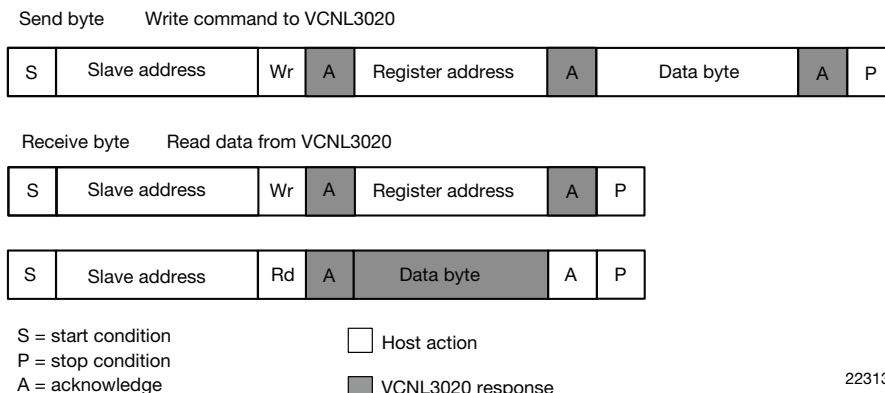 Send byte Write command to VCNL3020
S Slave address Wr A Register address A Data byte A P
Receive byte Read data from VCNL3020
S Slave address Wr A Register address A P
S Slave address Rd A Data byte A P
S = start condition
P = stop condition
A = acknowledge
Host action
VCNL3020 response
22313